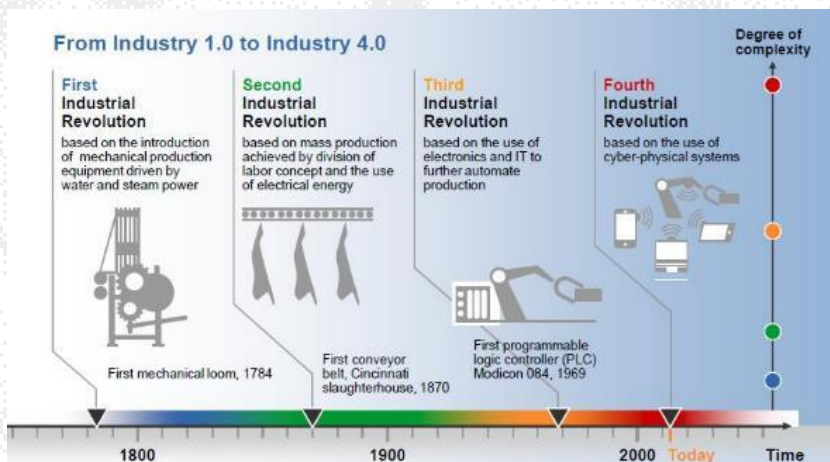 From Industry 1.0 to Industry 4.0
Degree of
complexity
First
Industrial
Revolution
based on the introduction
of mechanical production
equipment driven by
water and steam power
Second
Industrial
Revolution
based on mass production
achieved by division of
labor concept and the use
of electrical energy
Third
Industrial
Revolution
based on the use of
electronics and IT to
further automate
production
Fourth
Industrial
Revolution
based on the use of
cyber-physical systems
First mechanical loom, 1784
First conveyor
belt, Cincinnati
slaughterhouse, 1870
First programmable
logic controller (PLC)
Modicon 084, 1969
1800
1900
2000
Today
Time